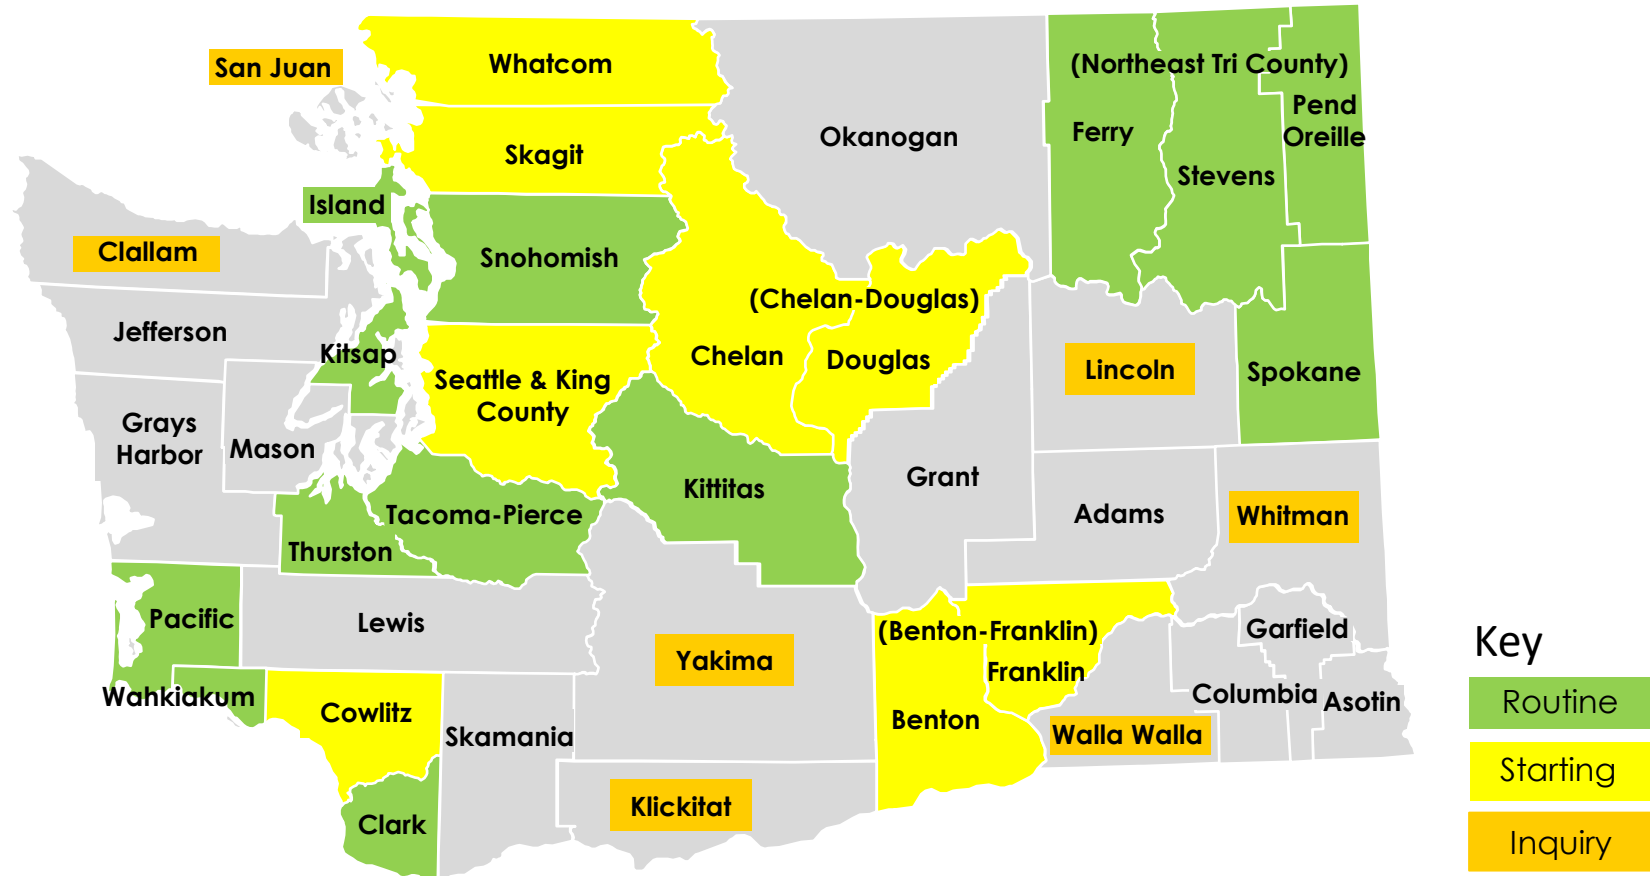 San Juan
Whatcom
(Northeast Tri County)
Pend
Oreille
Okanogan
Ferry
Skagit
Stevens
Island
Clallam
Snohomish
(Chelan-Douglas)
Jefferson
Kitsap
Chelan
Douglas
Lincoln
Spokane
Seattle & King
County
Grays
Harbor
Mason
Grant
Kittitas
Tacoma-Pierce
Adams
Whitman
Thurston
Pacific
Lewis
(Benton-Franklin)
Garfield
Yakima
Franklin
Wahkiakum
Columbia
Asotin
Cowlitz
Benton
Skamania
Walla Walla
Klickitat
Clark
Key
Routine
Starting
Inquiry